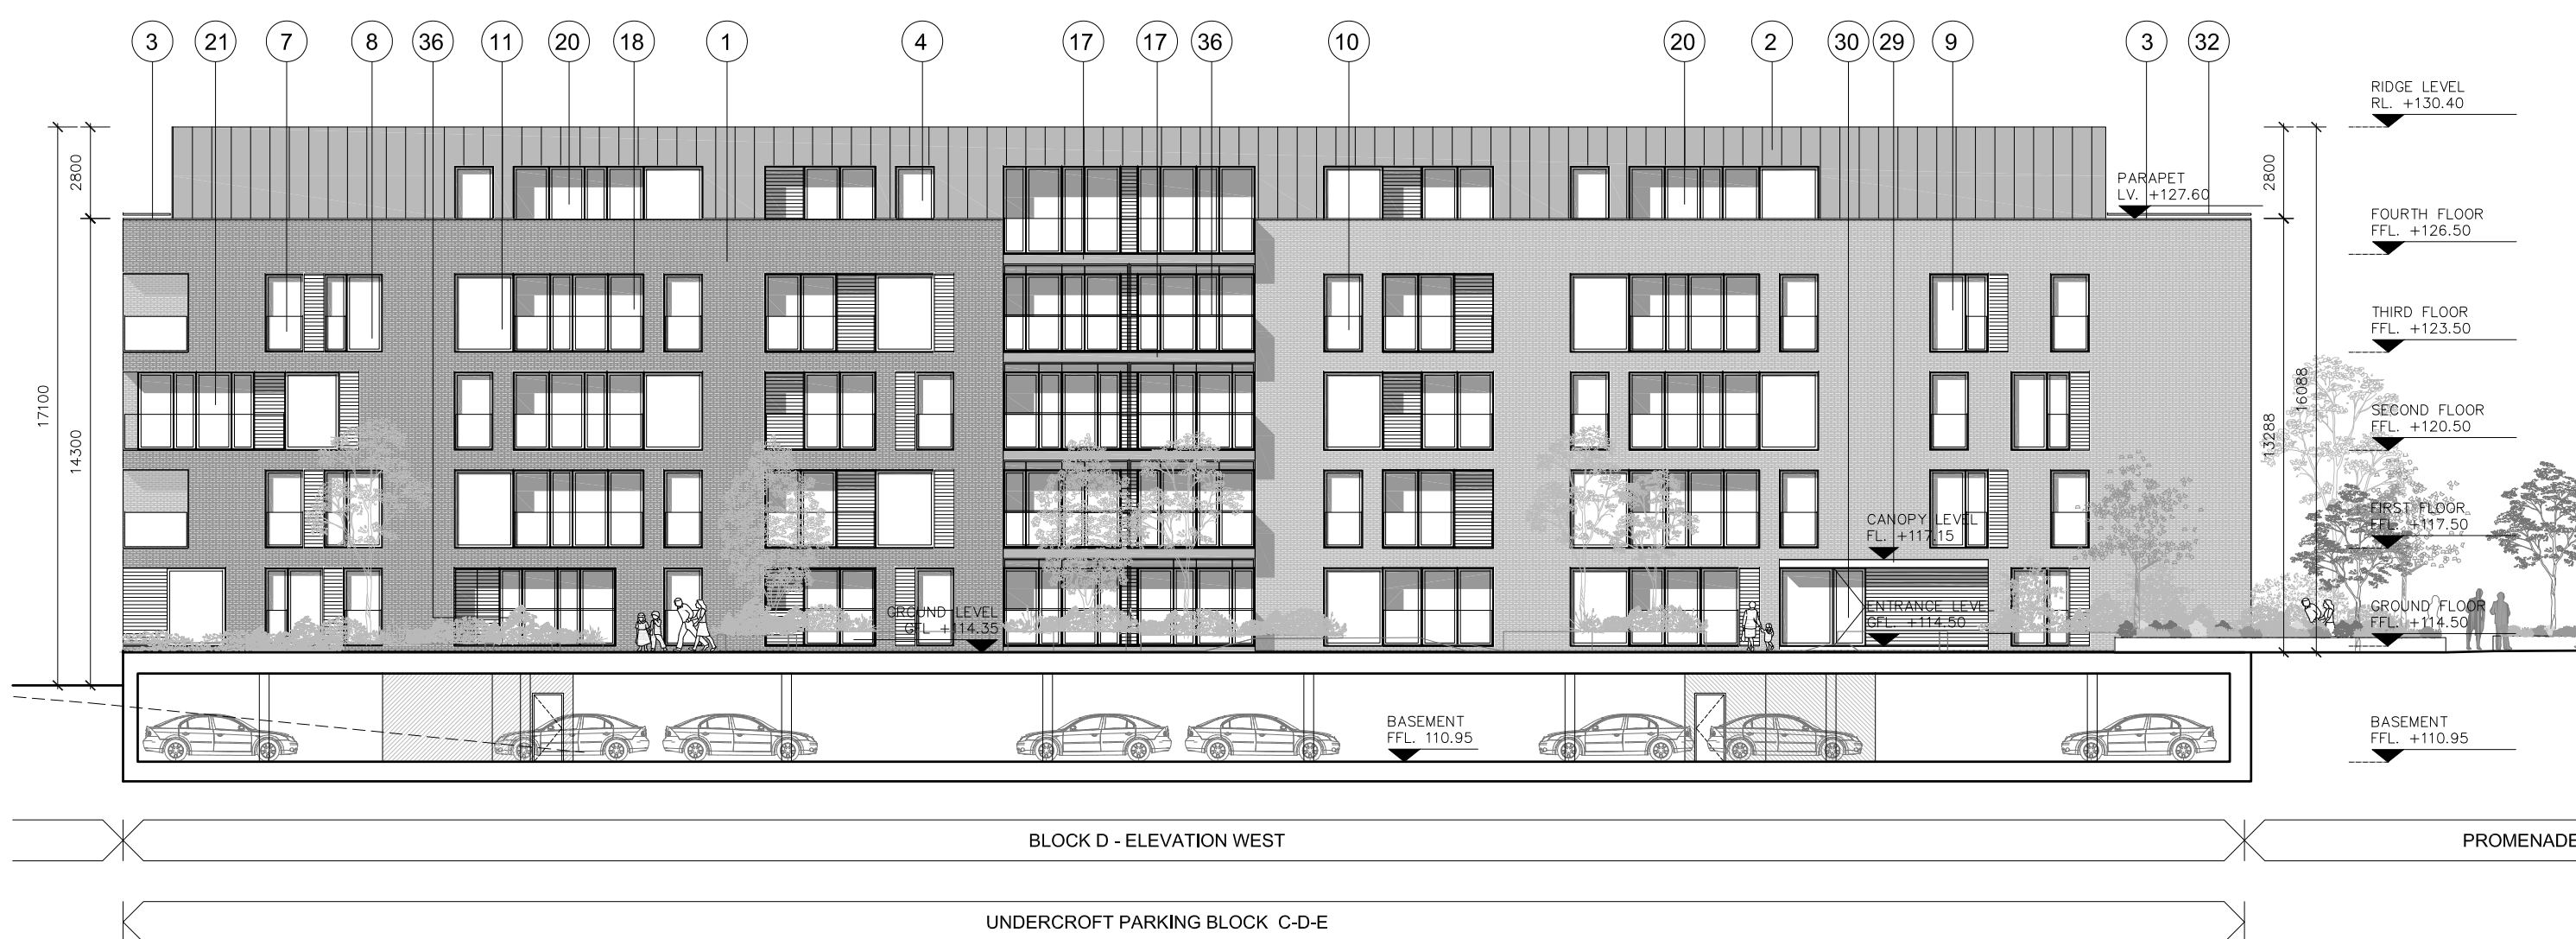 3 21 7 8 36 11 20 18 1 4 17 17 36 10 20 2 30 29 9 3 32
RIDGE LEVEL
RL. +130.40
2800
2800
PARAPET
LV. +127.60
FOURTH FLOOR
FFL. +126.50
THIRD FLOOR
FFL. +123.50
17100
14300
16088
13288
SECOND FLOOR
FFL. +120.50
FIRST FLOOR
FFL. +117.50
CANOPY LEVEL
FL. +117.15
GROUND LEVEL
GFL +114.35
ENTRANCE LEVEL
GFL. +114.50
GROUND FLOOR
FFL. +114.50
BASEMENT
FFL. 110.95
BASEMENT
FFL. +110.95
BLOCK D - ELEVATION WEST
PROMENADE
UNDERCROFT PARKING BLOCK C-D-E